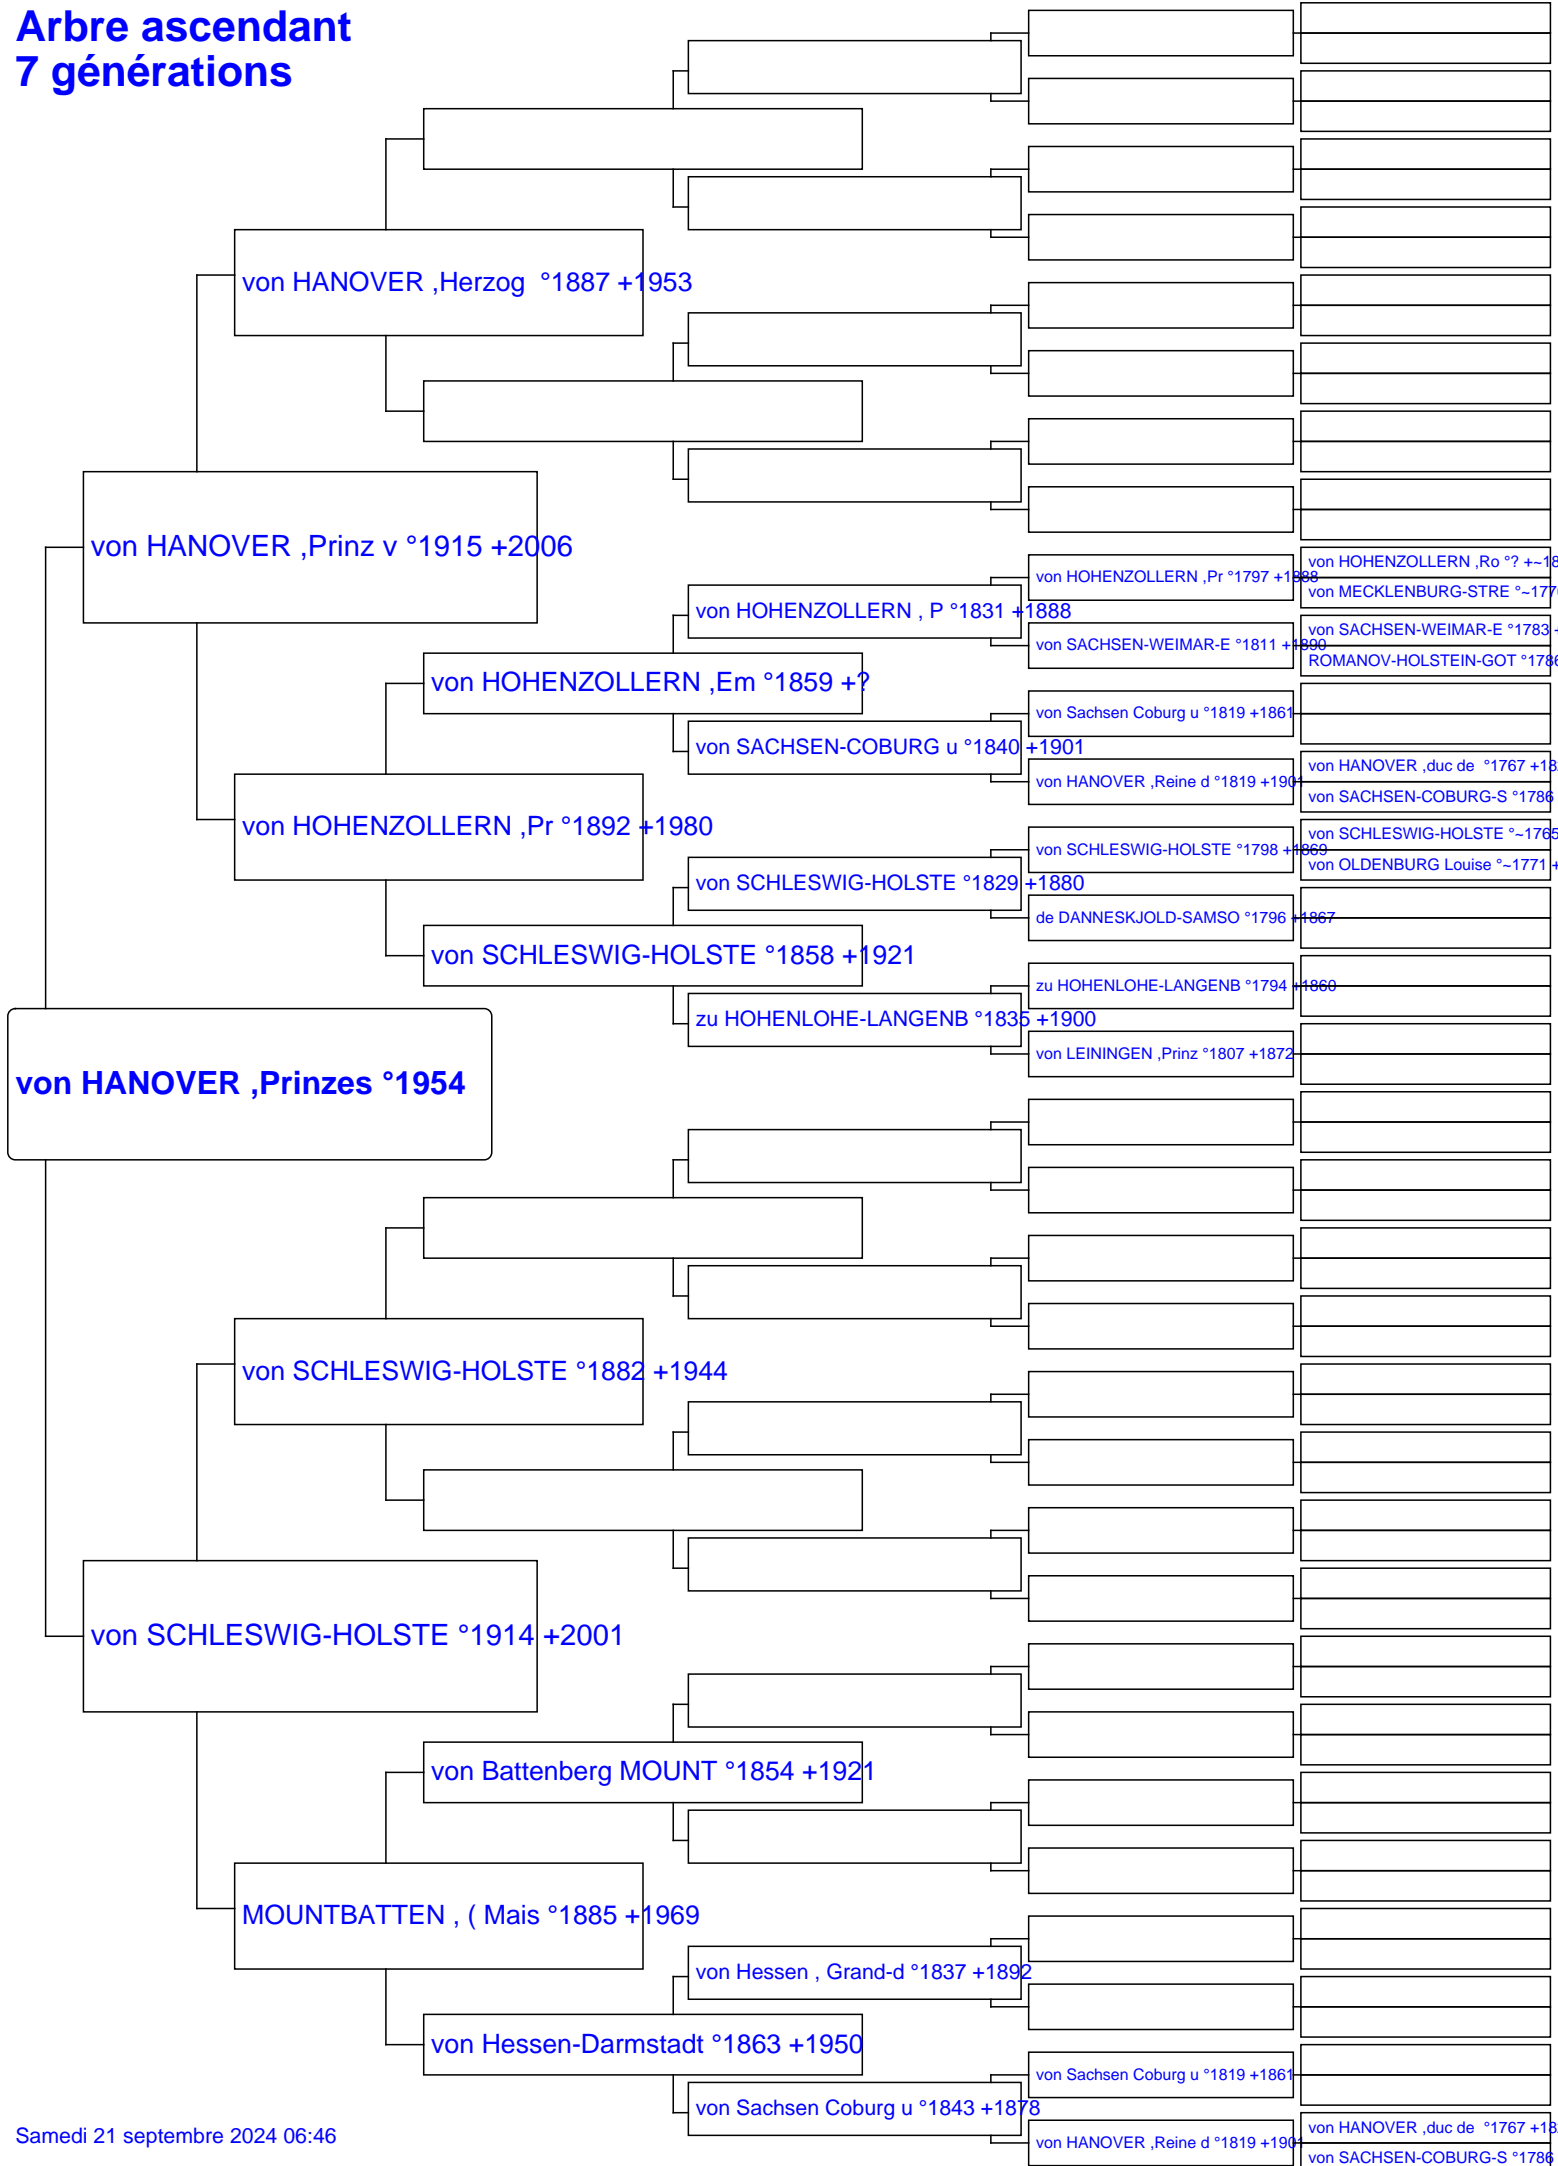 Arbre ascendant
7 générations
von HANOVER ,Herzog  °1887 +1953
von HANOVER ,Prinz v °1915 +2006
von HOHENZOLLERN ,Ro °? +~18
von HOHENZOLLERN ,Pr °1797 +1888
von MECKLENBURG-STRE °~177
von HOHENZOLLERN , P °1831 +1888
von SACHSEN-WEIMAR-E °1783 +
von SACHSEN-WEIMAR-E °1811 +1890
ROMANOV-HOLSTEIN-GOT °1786
von HOHENZOLLERN ,Em °1859 +?
von Sachsen Coburg u °1819 +1861
von SACHSEN-COBURG u °1840 +1901
von HANOVER ,duc de  °1767 +18
von HANOVER ,Reine d °1819 +1901
von SACHSEN-COBURG-S °1786
von HOHENZOLLERN ,Pr °1892 +1980
von SCHLESWIG-HOLSTE °~1765
von SCHLESWIG-HOLSTE °1798 +1869
von OLDENBURG Louise °~1771 +
von SCHLESWIG-HOLSTE °1829 +1880
de DANNESKJOLD-SAMSO °1796 +1867
von SCHLESWIG-HOLSTE °1858 +1921
zu HOHENLOHE-LANGENB °1794 +1860
zu HOHENLOHE-LANGENB °1835 +1900
von LEININGEN ,Prinz °1807 +1872
von HANOVER ,Prinzes °1954
von SCHLESWIG-HOLSTE °1882 +1944
von SCHLESWIG-HOLSTE °1914 +2001
von Battenberg MOUNT °1854 +1921
MOUNTBATTEN , ( Mais °1885 +1969
von Hessen , Grand-d °1837 +1892
von Hessen-Darmstadt °1863 +1950
von Sachsen Coburg u °1819 +1861
von Sachsen Coburg u °1843 +1878
von HANOVER ,duc de  °1767 +18
von HANOVER ,Reine d °1819 +1901
von SACHSEN-COBURG-S °1786
Samedi 21 septembre 2024 06:46